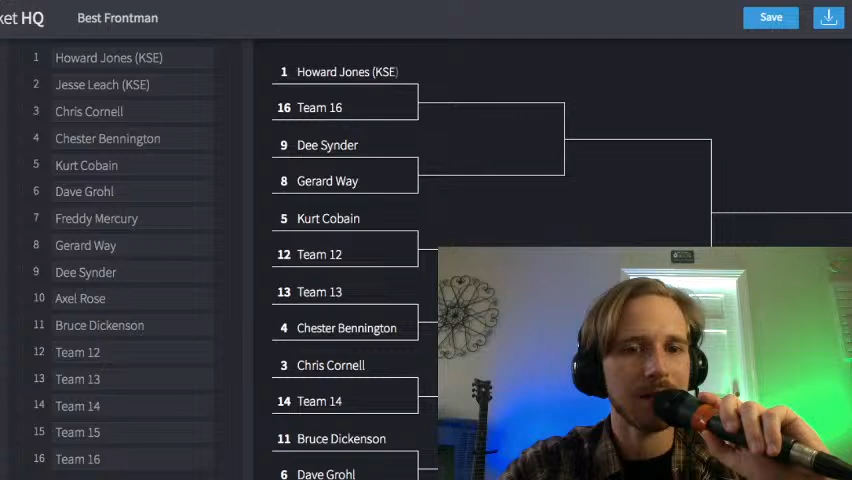 ket HQ
Best Frontman
Save
1 Howard Jones (KSE)
2 Jesse Leach (KSE)
3 Chris Cornell
4 Chester Bennington
5 Kurt Cobain
6 Dave Grohl
7 Freddy Mercury
8 Gerard Way
9 Dee Synder
10 Axel Rose
11 Bruce Dickenson
12 Team 12
13 Team 13
14 Team 14
15 Team 15
16 Team 16
1 Howard Jones (KSE)
16 Team 16
9 Dee Synder
8 Gerard Way
5 Kurt Cobain
12 Team 12
13 Team 13
4 Chester Bennington
3 Chris Cornell
14 Team 14
11 Bruce Dickenson
6 Dave Grohl